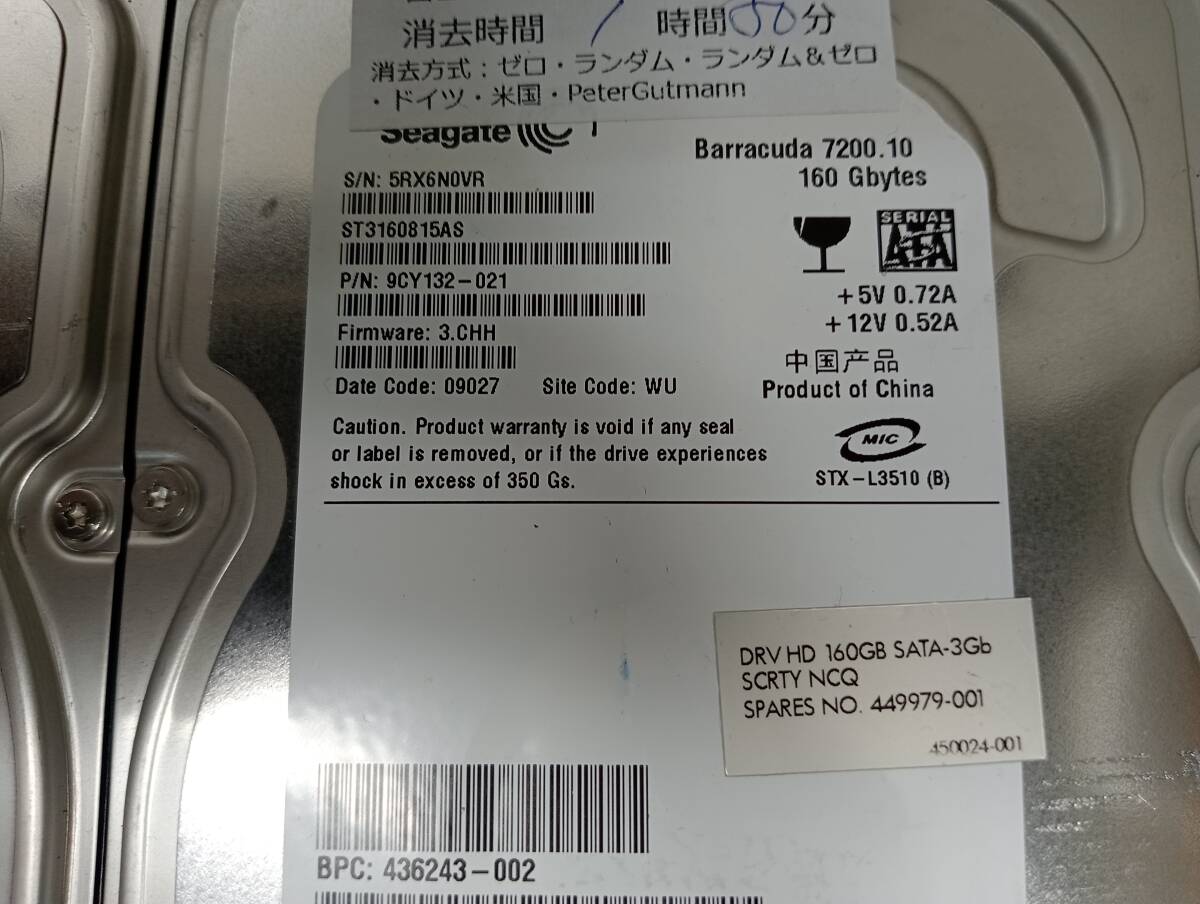 消去時間 1 時間50分
消去方式：ゼロ・ランダム・ランダム&ゼロ
・ドイツ・米国・PeterGutmann
Seagate
Barracuda 7200.10
160 Gbytes
S/N: 5RX6N0VR
ST3160815AS
P/N: 9CY132-021
Firmware: 3.CHH
Date Code: 09027 Site Code: WU
SERIAL
ATA
+5V 0.72A
+12V 0.52A
中国产品
Product of China
Caution. Product warranty is void if any seal
or label is removed, or if the drive experiences
shock in excess of 350 Gs.
MIC
STX-L3510 (B)
DRV HD 160GB SATA-3Gb
SCRTY NCQ
SPARES NO. 449979-001
450024-001
BPC: 436243-002